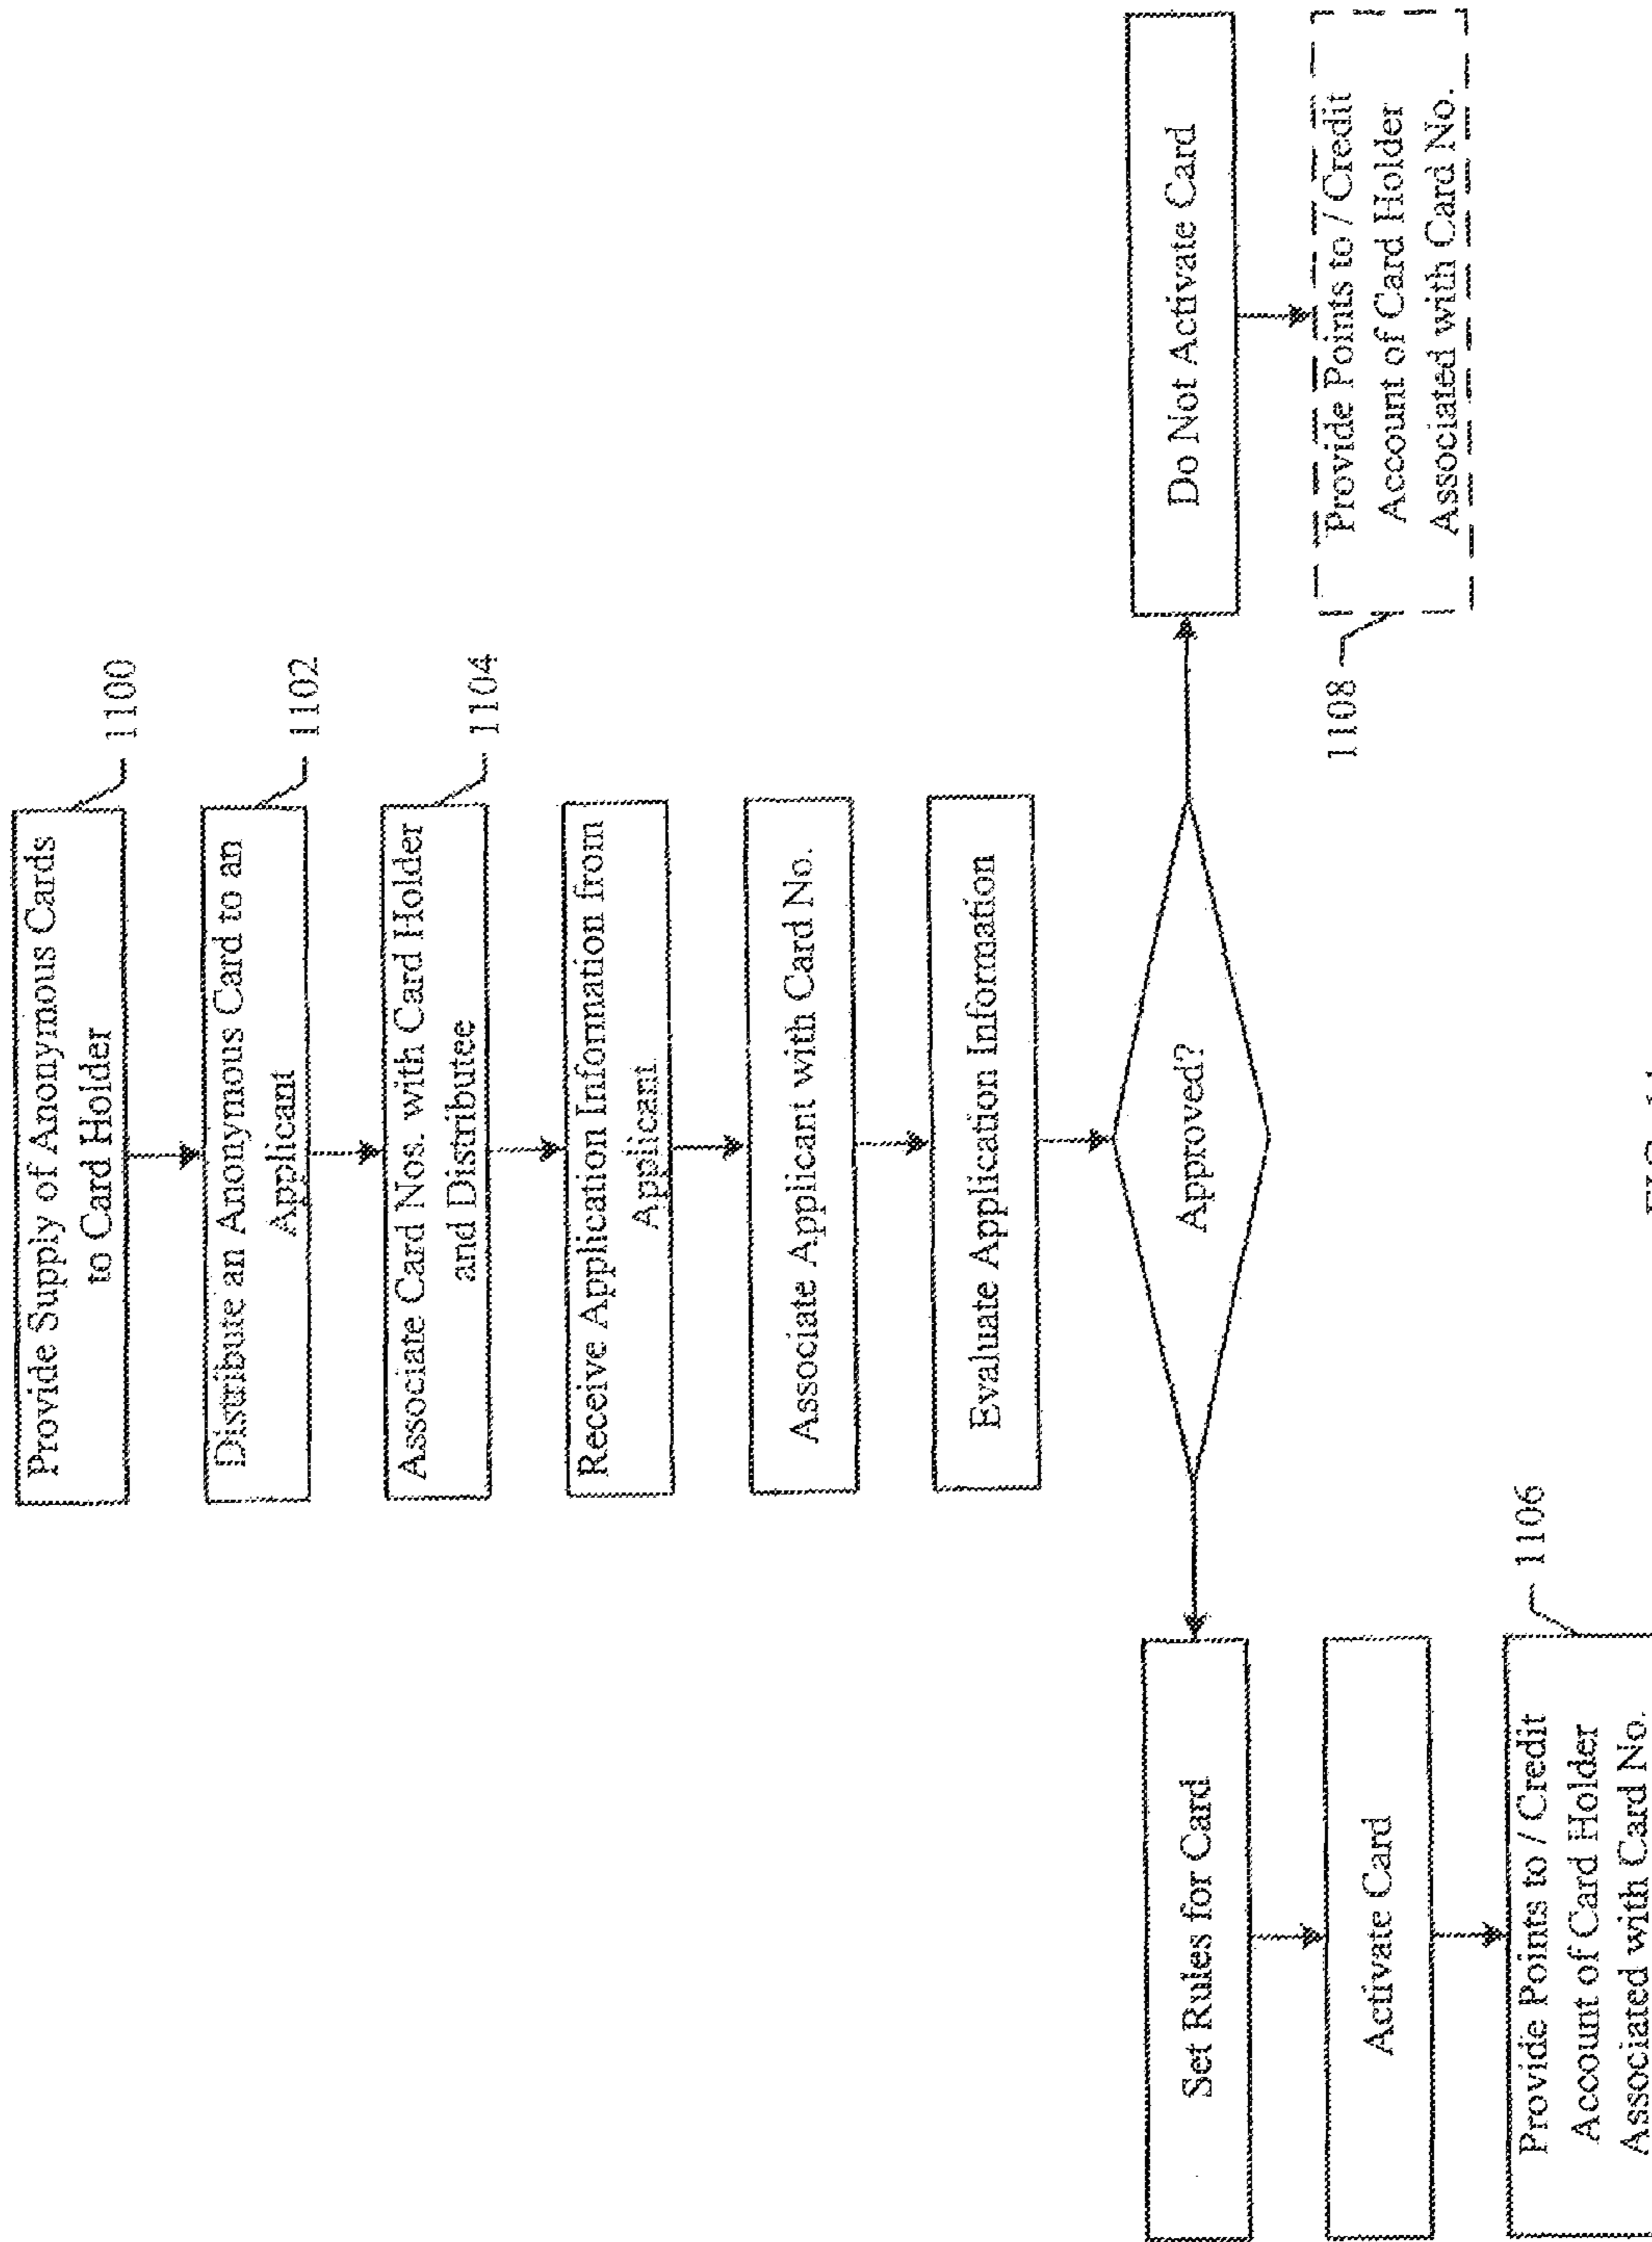 Provide Supply of Anonymous Cards
to Card Holder
1100
Distribute an Anonymous Card to an
Applicant
1102
Associate Card Nos. with Card Holder
and Distributee
1104
Receive Application Information from
Applicant
Associate Applicant with Card No.
Evaluate Application Information
Approved?
Set Rules for Card
Activate Card
Provide Points to / Credit
Account of Card Holder
Associated with Card No.
1106
Do Not Activate Card
Provide Points to / Credit
Account of Card Holder
Associated with Card No.
1108